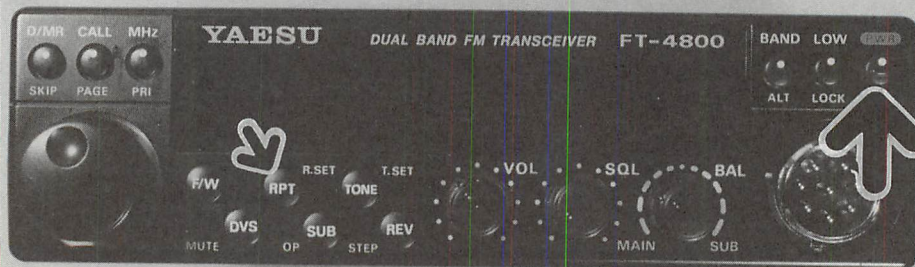 D/MR CALL MHz
YAESU DUAL BAND FM TRANSCEIVER FT-4800
BAND LOW PWR
SKIP PAGE PRI
ALT LOCK
R.SET T.SET
F/W RPT TONE
VOL SQL BAL
DVS SUB REV
MUTE OP STEP
MAIN SUB